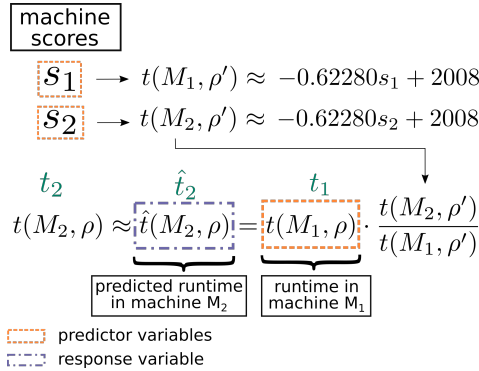 machine
scores
s₁ → t(M₁, ρ′) ≈ −0.62280s₁ + 2008
s₂ → t(M₂, ρ′) ≈ −0.62280s₂ + 2008
t₂ t̂₂ t₁
t(M₂, ρ) ≈ t̂(M₂, ρ) = t(M₁, ρ) · t(M₂, ρ′) / t(M₁, ρ′)
predicted runtime
in machine M₂
runtime in
machine M₁
predictor variables
response variable